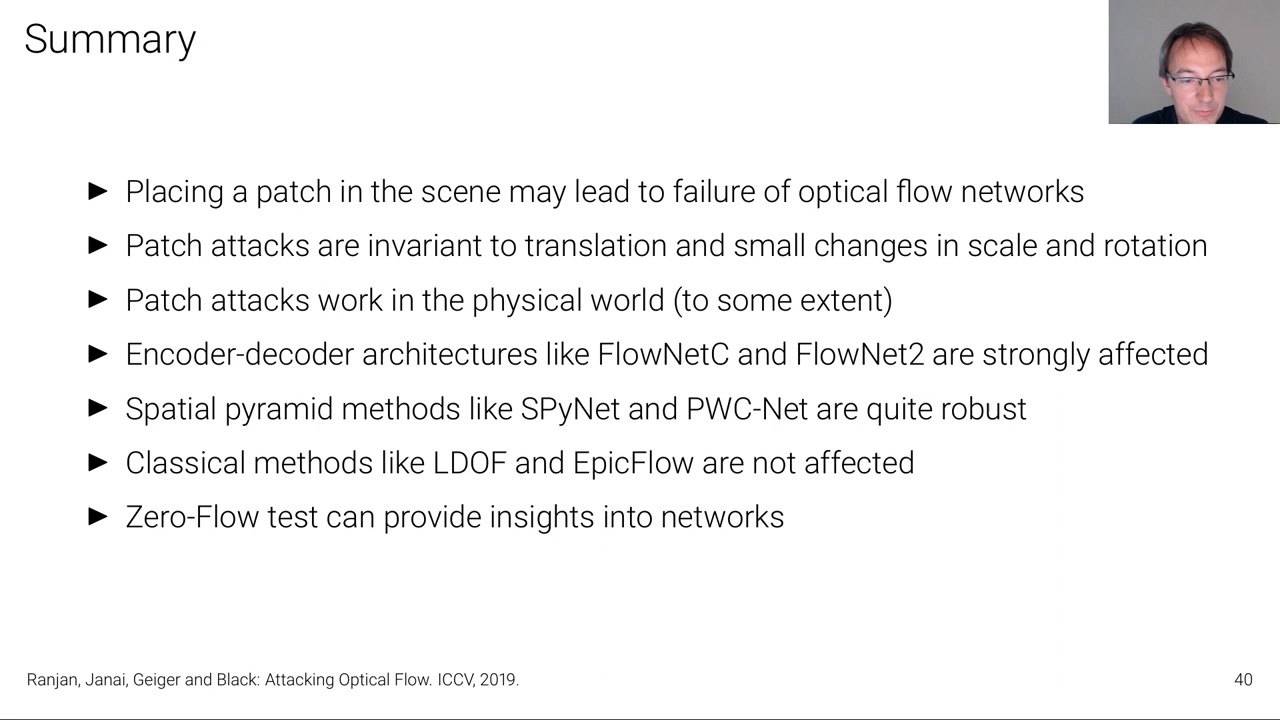 Summary
Placing a patch in the scene may lead to failure of optical flow networks
Patch attacks are invariant to translation and small changes in scale and rotation
Patch attacks work in the physical world (to some extent)
Encoder-decoder architectures like FlowNetC and FlowNet2 are strongly affected
Spatial pyramid methods like SPyNet and PWC-Net are quite robust
Classical methods like LDOF and EpicFlow are not affected
Zero-Flow test can provide insights into networks
Ranjan, Janai, Geiger and Black: Attacking Optical Flow. ICCV, 2019.
40